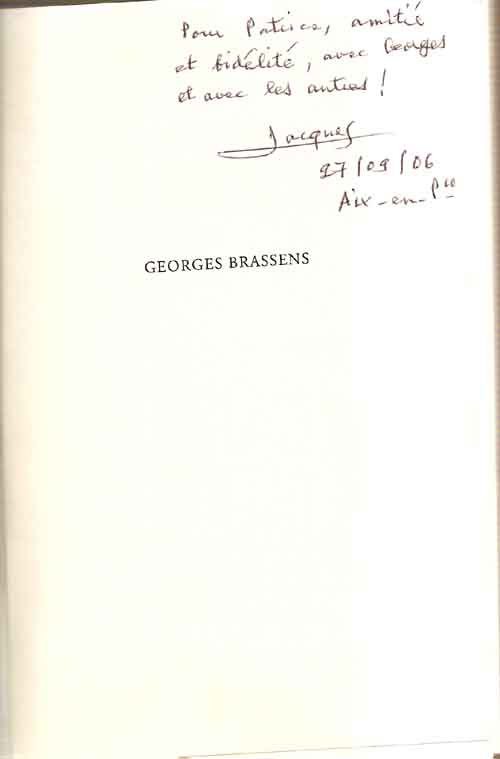 Pour Patrice, amitié
et fidélité, avec Georges
et avec les autres !
Jacques
27/09/06
Aix-en-Pce
GEORGES BRASSENS